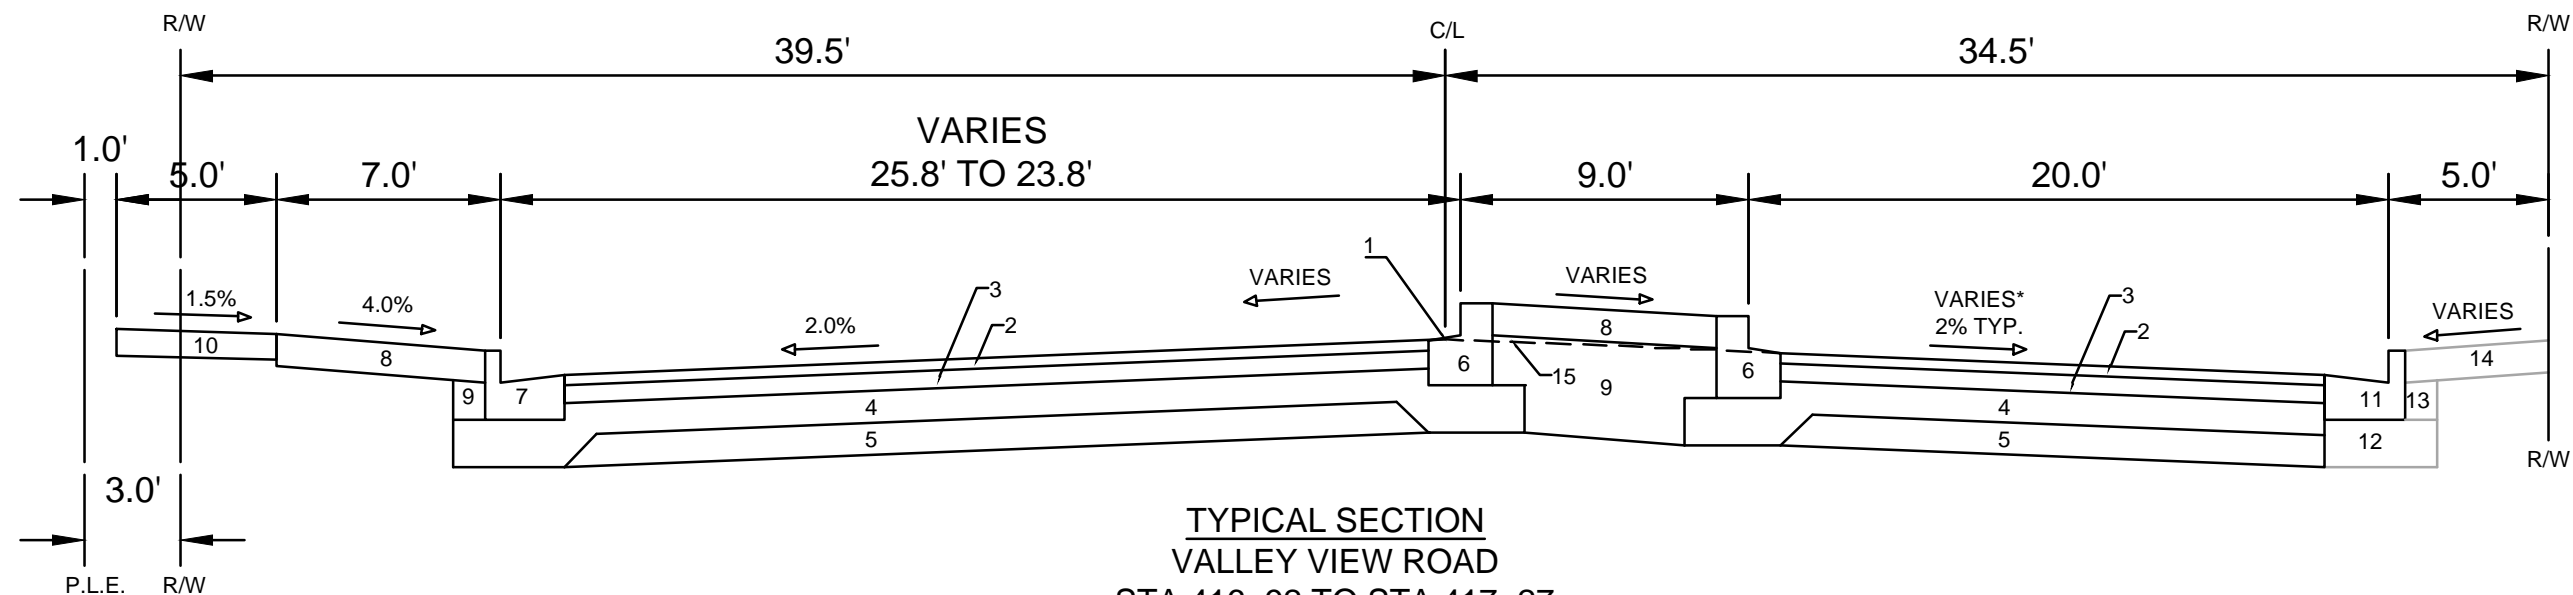 R/W
C/L
R/W
39.5'
34.5'
VARIES
25.8' TO 23.8'
1.0'
5.0'
7.0'
9.0'
20.0'
5.0'
1.5%
4.0%
2.0%
3
2
VARIES
1
VARIES
VARIES*
2% TYP.
3
2
VARIES
10
8
9
7
4
5
6
8
15
9
6
4
5
11
13
14
12
3.0'
R/W
P.L.E.
R/W
TYPICAL SECTION
VALLEY VIEW ROAD